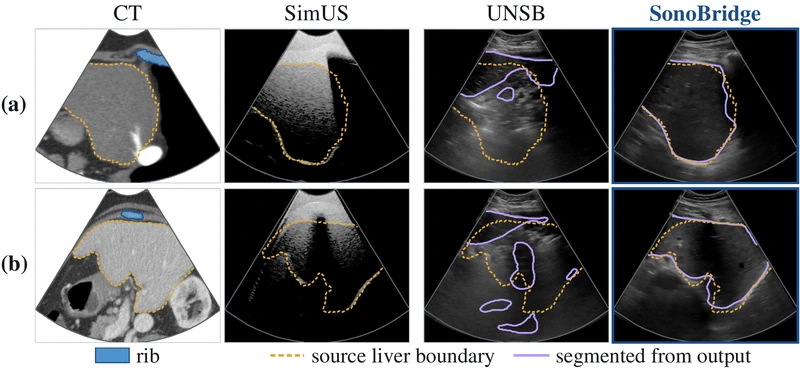 CT SimUS UNSB SonoBridge
(a)
(b)
rib source liver boundary segmented from output